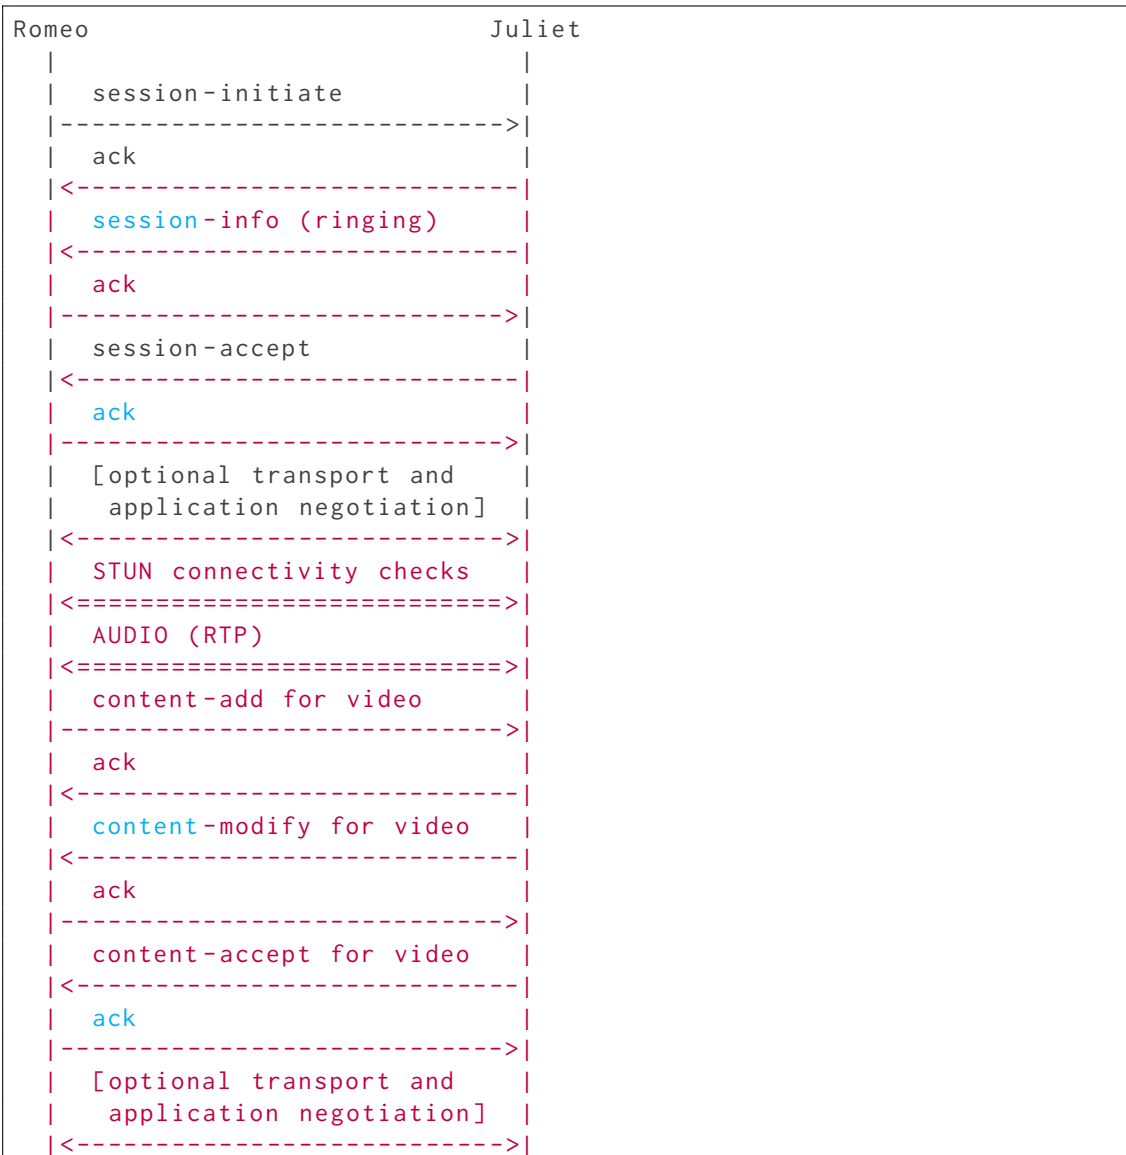 Romeo                         Juliet
  |                             |
  |  session-initiate           |
  |---------------------------->|
  |  ack                        |
  |<----------------------------|
  |  session-info (ringing)     |
  |<----------------------------|
  |  ack                        |
  |---------------------------->|
  |  session-accept             |
  |<----------------------------|
  |  ack                        |
  |---------------------------->|
  |  [optional transport and    |
  |   application negotiation]  |
  |<--------------------------->|
  |  STUN connectivity checks   |
  |<===========================>|
  |  AUDIO (RTP)                |
  |<===========================>|
  |  content-add for video      |
  |---------------------------->|
  |  ack                        |
  |<----------------------------|
  |  content-modify for video   |
  |<----------------------------|
  |  ack                        |
  |---------------------------->|
  |  content-accept for video   |
  |<----------------------------|
  |  ack                        |
  |---------------------------->|
  |  [optional transport and    |
  |   application negotiation]  |
  |<--------------------------->|